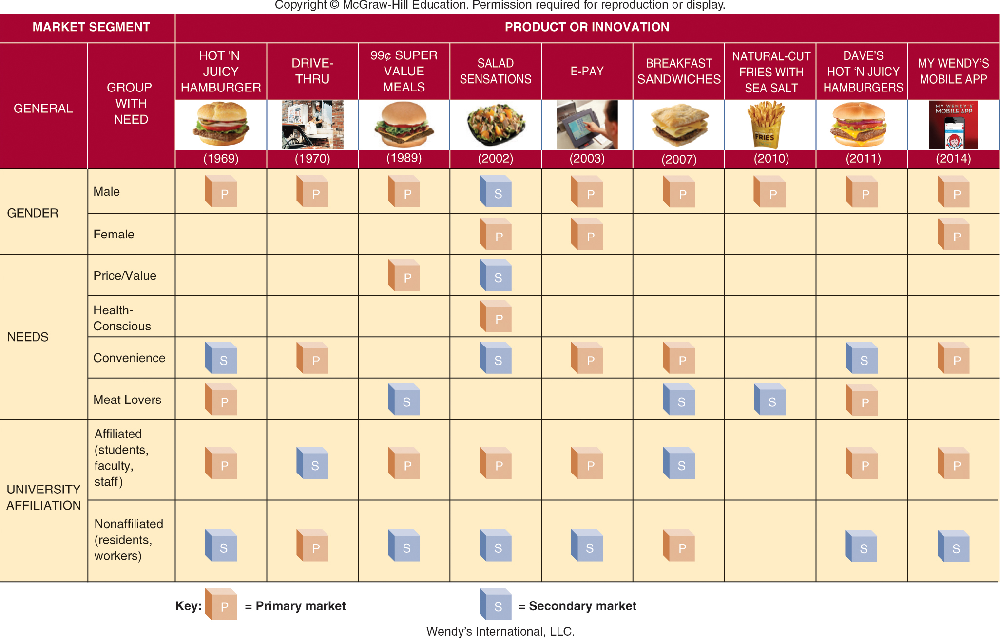 Copyright © McGraw-Hill Education. Permission required for reproduction or display.
MARKET SEGMENT
PRODUCT OR INNOVATION
GENERAL
GROUP
WITH
NEED
HOT 'N
JUICY
HAMBURGER
(1969)
DRIVE-
THRU
(1970)
99¢ SUPER
VALUE
MEALS
(1989)
SALAD
SENSATIONS
(2002)
E-PAY
(2003)
BREAKFAST
SANDWICHES
(2007)
NATURAL-CUT
FRIES WITH
SEA SALT
NATURAL-CUT
FRIES
(2010)
DAVE’S
HOT ‘N JUICY
HAMBURGERS
(2011)
MY WENDY’S
MOBILE APP
MY WENDY’S
MOBILE APP
(2014)
GENDER
Male P P P S P P P P P
Female P P P
NEEDS
Price/Value P S
Health-
Conscious P
Convenience S P S P P S P
Meat Lovers P S S S P
UNIVERSITY
AFFILIATION
Affiliated
(students,
faculty,
staff)
P S P P P S P P
Nonaffiliated
(residents,
workers)
S P S S S P S S
Key: P = Primary market S = Secondary market
Wendy’s International, LLC.